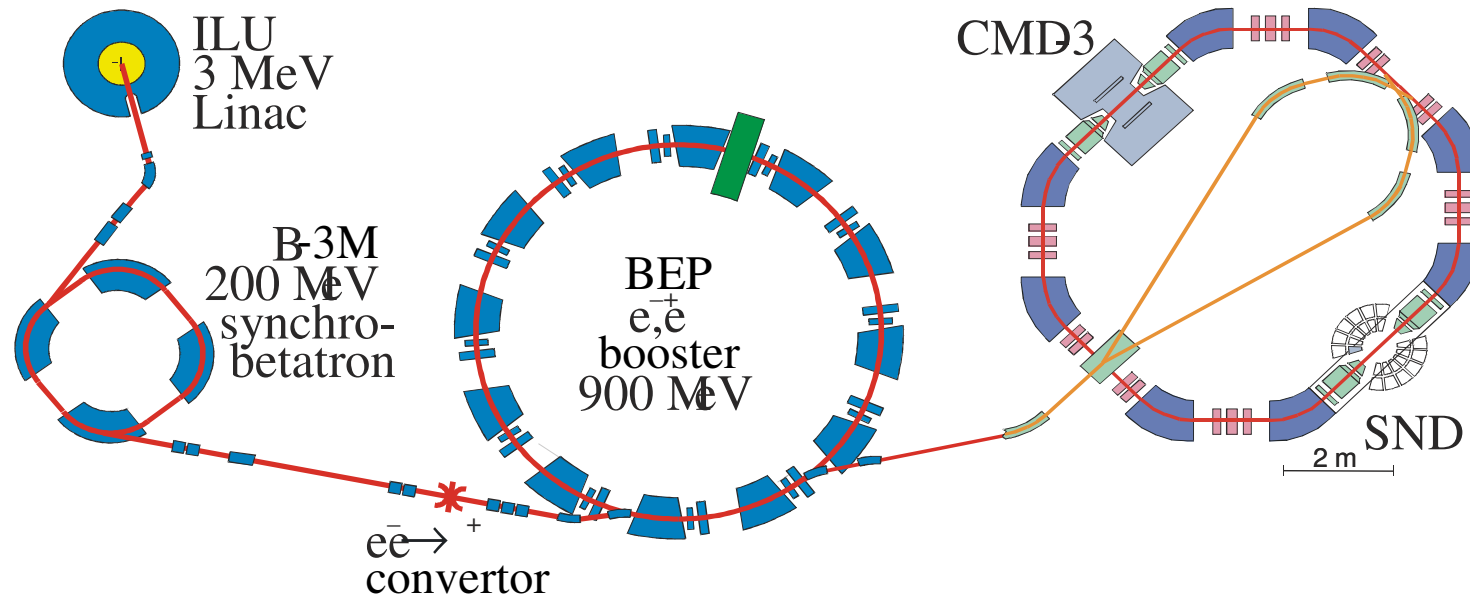 ILU
3 MeV
Linac
CMD-3
B-3M
200 MeV
synchro-
betatron
BEP
e⁻,e⁺
booster
900 MeV
SND
2 m
e⁻→e⁺
convertor